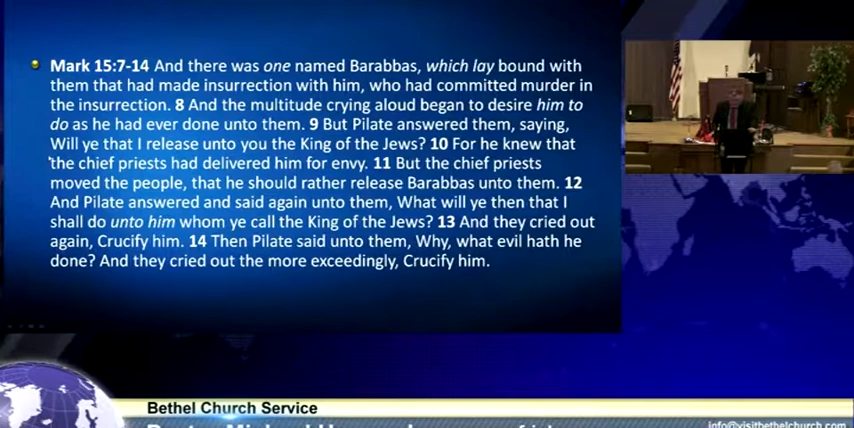 Mark 15:7-14 And there was one named Barabbas, which lay bound with
them that had made insurrection with him, who had committed murder in
the insurrection. 8 And the multitude crying aloud began to desire him to
do as he had ever done unto them. 9 But Pilate answered them, saying,
Will ye that I release unto you the King of the Jews? 10 For he knew that
the chief priests had delivered him for envy. 11 But the chief priests
moved the people, that he should rather release Barabbas unto them. 12
And Pilate answered and said again unto them, What will ye then that I
shall do unto him whom ye call the King of the Jews? 13 And they cried out
again, Crucify him. 14 Then Pilate said unto them, Why, what evil hath he
done? And they cried out the more exceedingly, Crucify him.
Bethel Church Service
info@visitbethelchurch.com